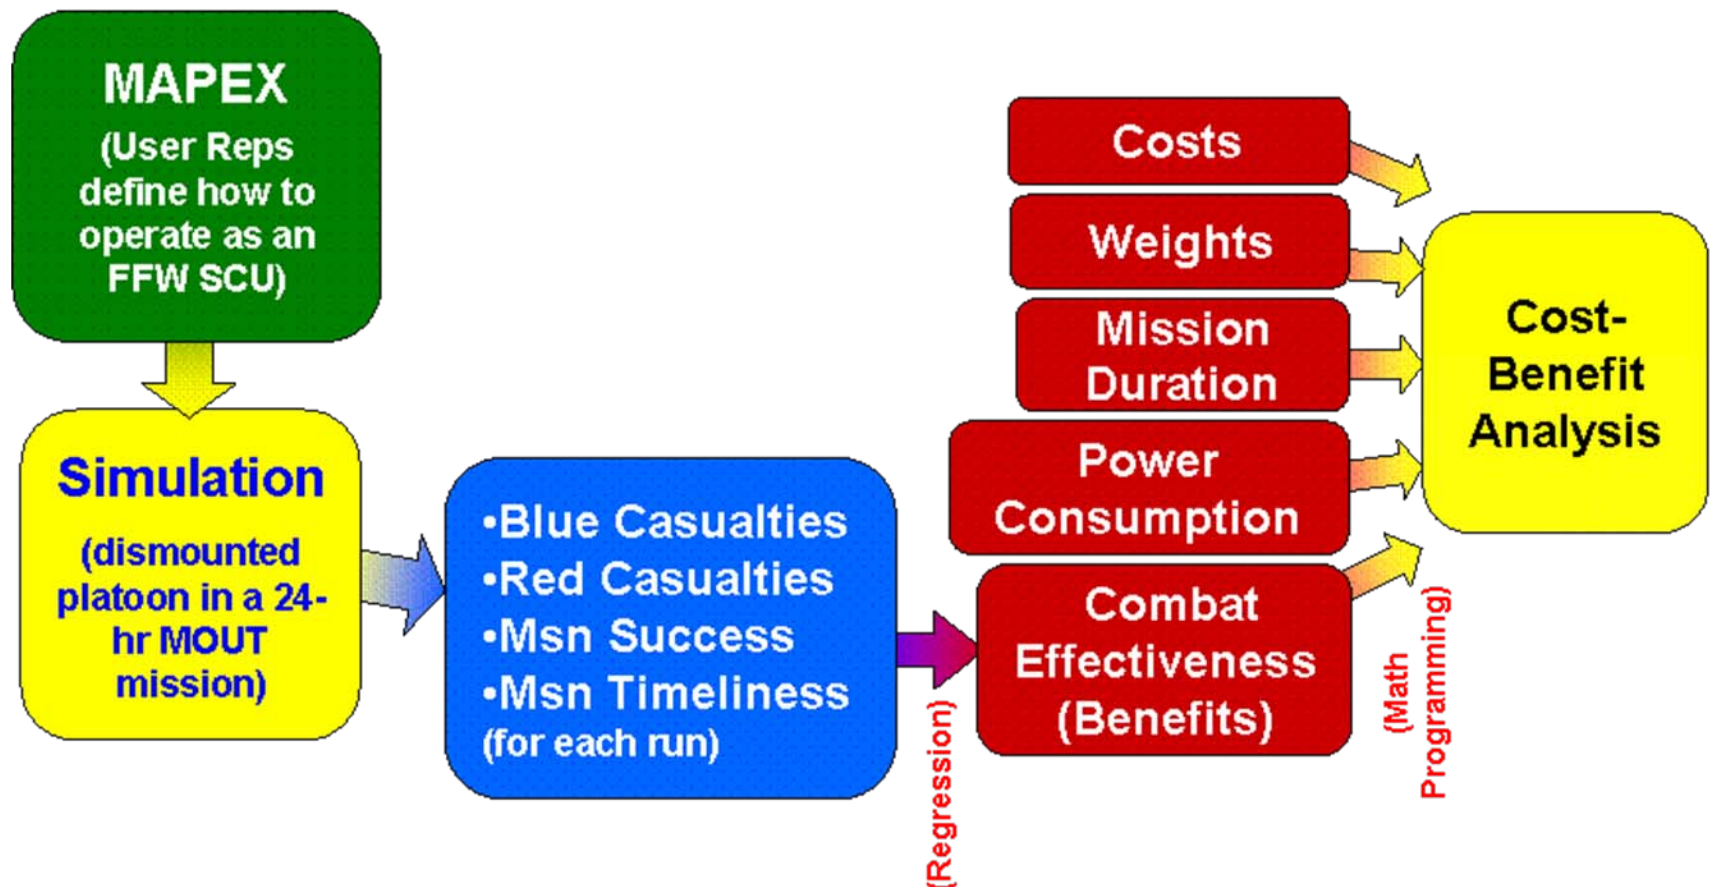 MAPEX
(User Reps
define how to
operate as an
FFW SCU)
Simulation
(dismounted
platoon in a 24-
hr MOUT
mission)
•Blue Casualties
•Red Casualties
•Msn Success
•Msn Timeliness
(for each run)
(Regression)
Costs
Weights
Mission
Duration
Power
Consumption
Combat
Effectiveness
(Benefits)
(Math
Programming)
Cost-
Benefit
Analysis